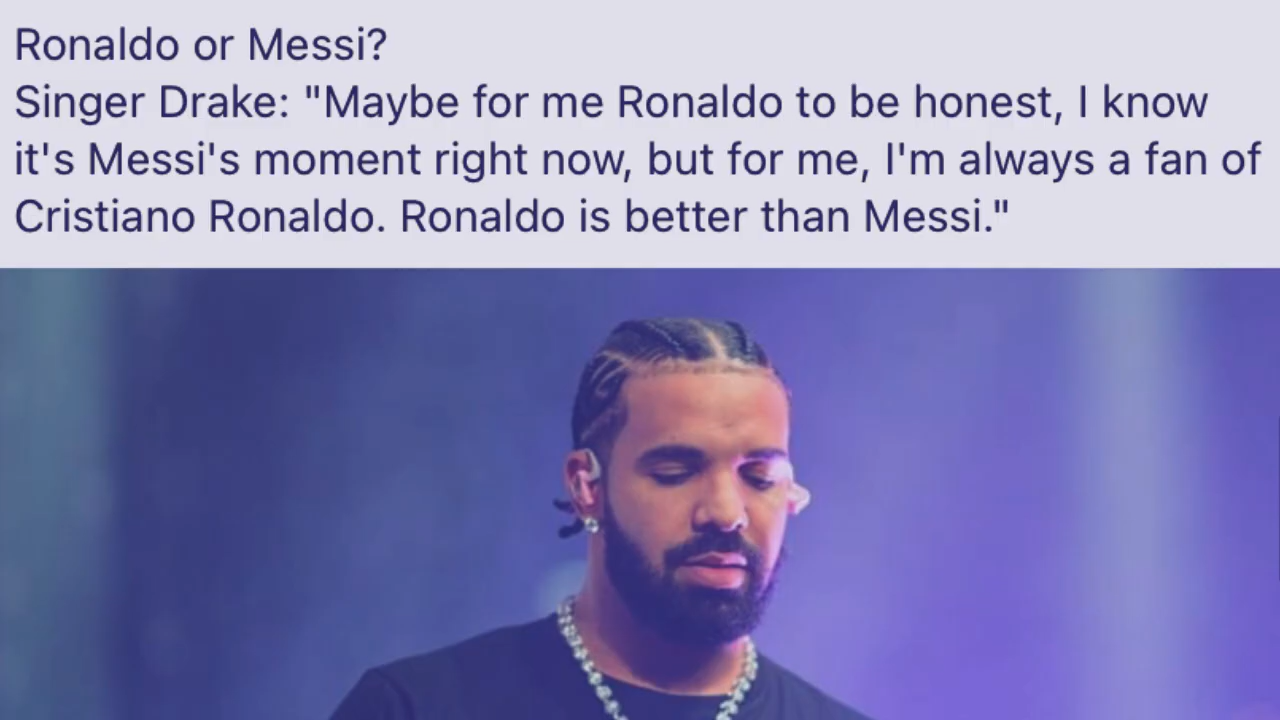 Ronaldo or Messi?
Singer Drake: "Maybe for me Ronaldo to be honest, I know
it's Messi's moment right now, but for me, I'm always a fan of
Cristiano Ronaldo. Ronaldo is better than Messi."